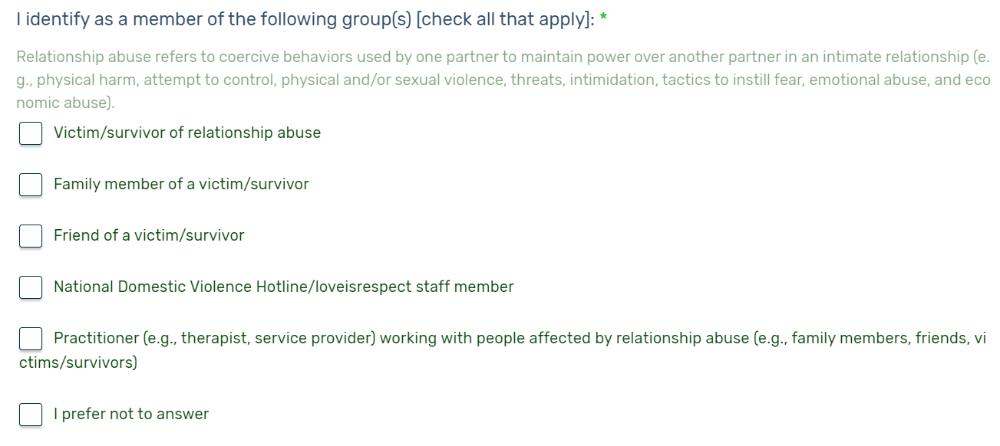 I identify as a member of the following group(s) [check all that apply]: *
Relationship abuse refers to coercive behaviors used by one partner to maintain power over another partner in an intimate relationship (e.
g., physical harm, attempt to control, physical and/or sexual violence, threats, intimidation, tactics to instill fear, emotional abuse, and eco
nomic abuse).
Victim/survivor of relationship abuse
Family member of a victim/survivor
Friend of a victim/survivor
National Domestic Violence Hotline/loveisrespect staff member
Practitioner (e.g., therapist, service provider) working with people affected by relationship abuse (e.g., family members, friends, vi
ctims/survivors)
I prefer not to answer